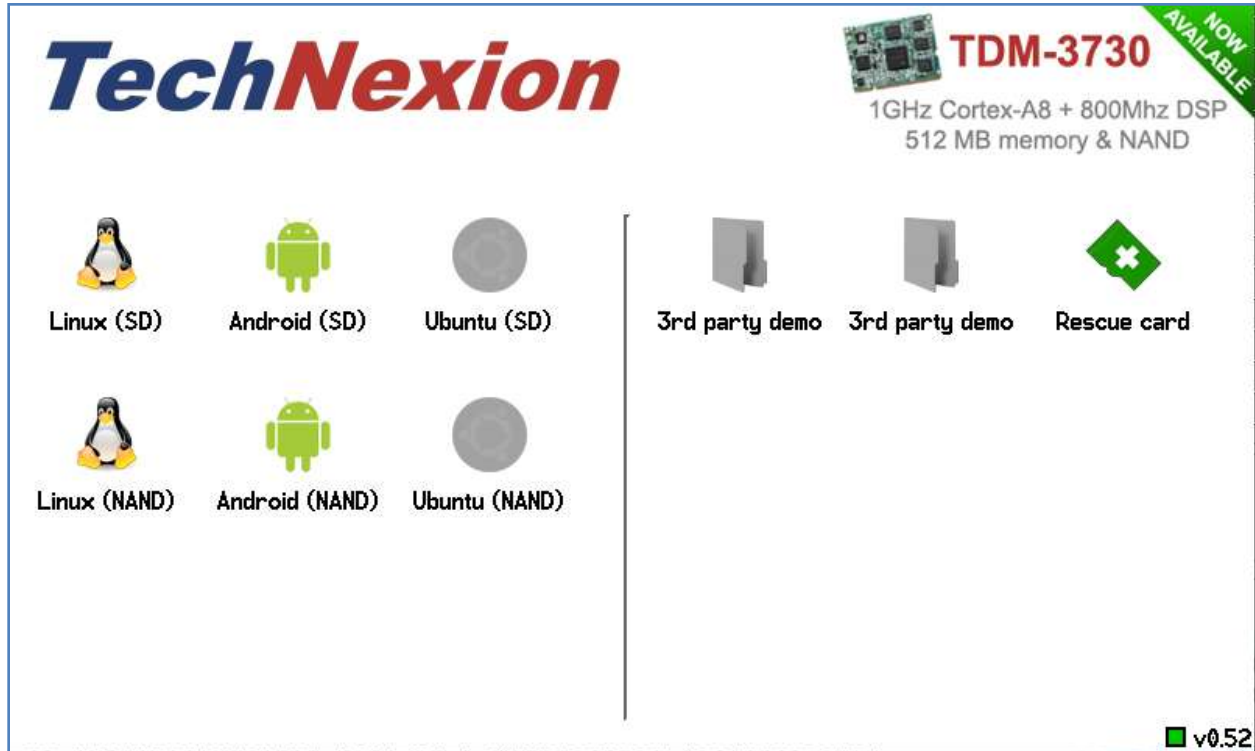 TechNexion
TDM-3730
NOW
AVAILABLE
1GHz Cortex-A8 + 800Mhz DSP
512 MB memory & NAND
Linux (SD)
Android (SD)
Ubuntu (SD)
3rd party demo
3rd party demo
Rescue card
Linux (NAND)
Android (NAND)
Ubuntu (NAND)
v0.52